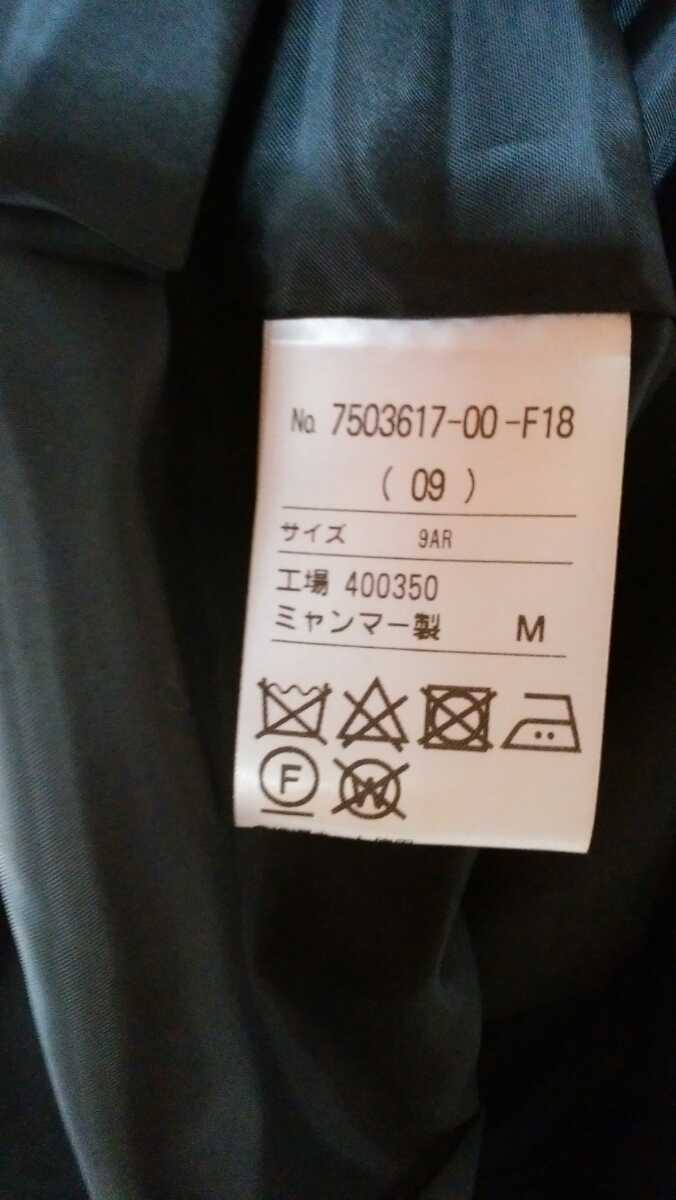 No. 7503617-00-F18
( 09 )
サイズ 9AR
工場 400350
ミャンマー製 M
F
W